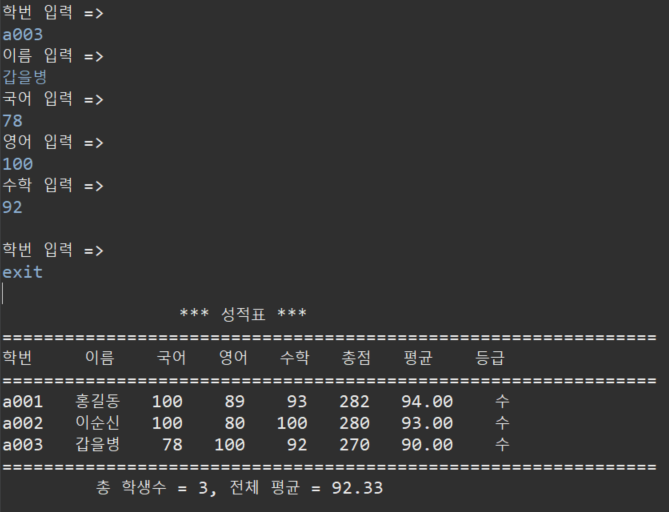 학번 입력 =>
a003
이름 입력 =>
갑을병
국어 입력 =>
78
영어 입력 =>
100
수학 입력 =>
92
학번 입력 =>
exit
*** 성적표 ***
================================================================
학번 이름 국어 영어 수학 총점 평균 등급
================================================================
a001 홍길동 100 89 93 282 94.00 수
a002 이순신 100 80 100 280 93.00 수
a003 갑을병 78 100 92 270 90.00 수
================================================================
총 학생수 = 3, 전체 평균 = 92.33